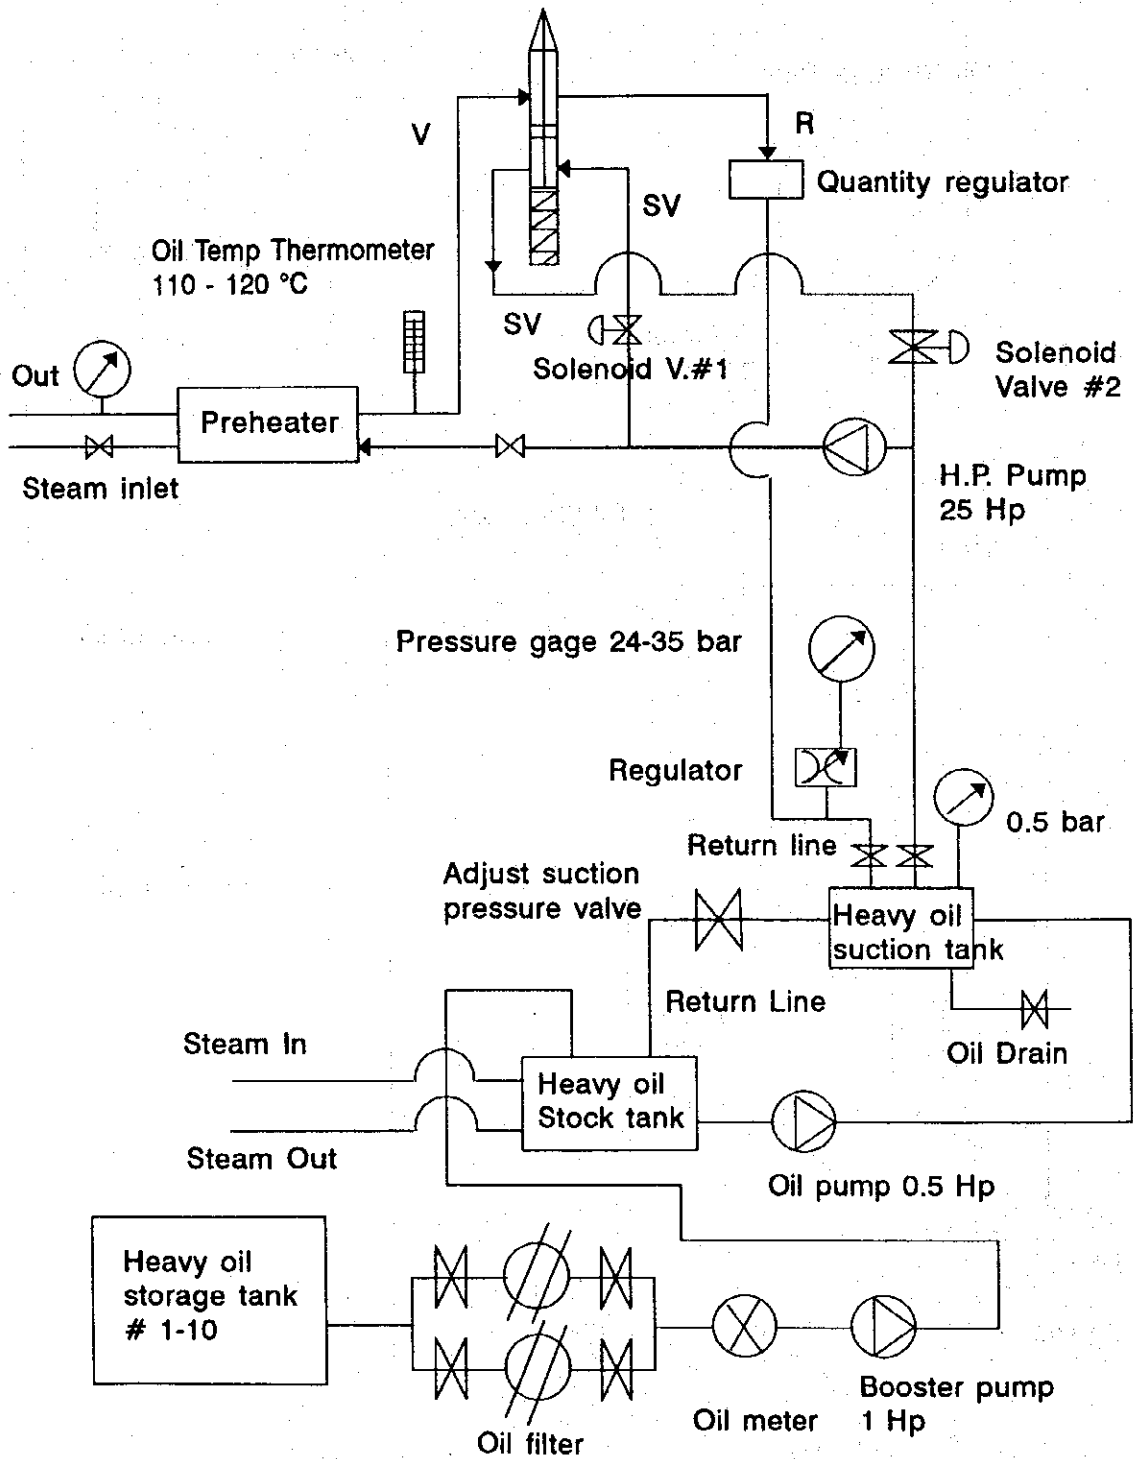 V
R
Quantity regulator
SV
Oil Temp Thermometer
110 - 120 °C
SV
Solenoid V.#1
Solenoid
Valve #2
Out
Preheater
Steam inlet
H.P. Pump
25 Hp
Pressure gage 24-35 bar
Regulator
0.5 bar
Return line
Adjust suction
pressure valve
Heavy oil
suction tank
Return Line
Oil Drain
Steam In
Heavy oil
Stock tank
Steam Out
Oil pump 0.5 Hp
Heavy oil
storage tank
# 1-10
Booster pump
1 Hp
Oil meter
Oil filter